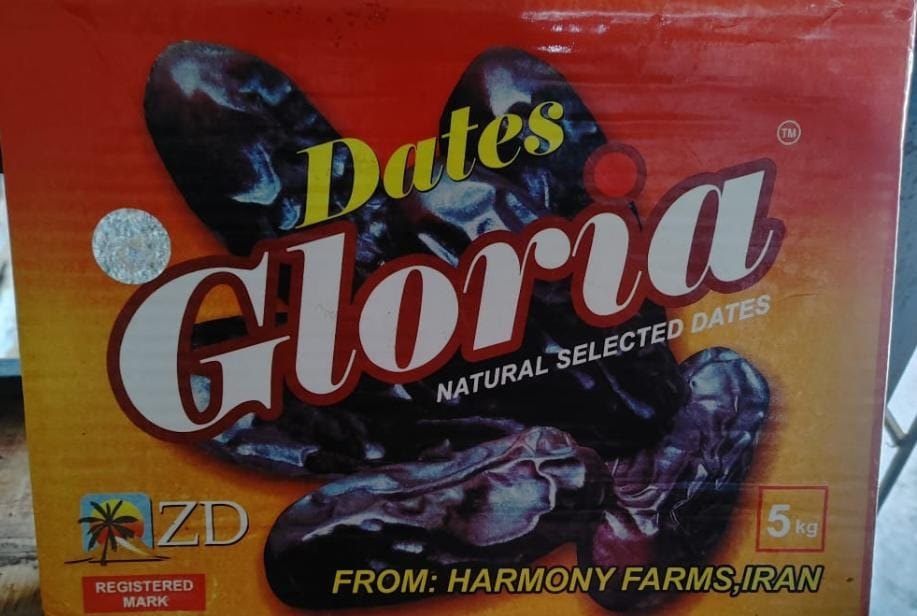 Dates
TM
Gloria
NATURAL SELECTED DATES
ZD
5 kg
REGISTERED
MARK
FROM: HARMONY FARMS,IRAN